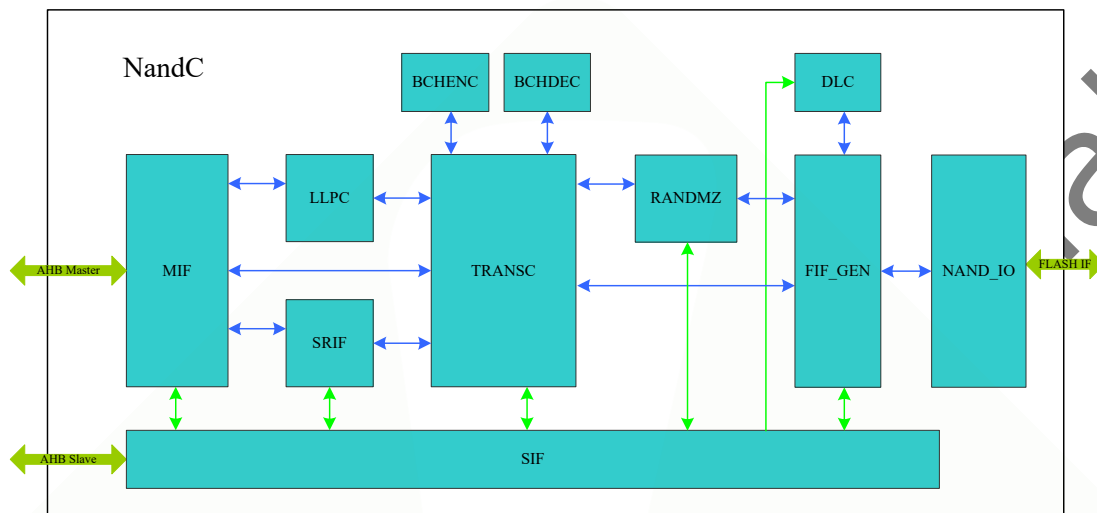 NandC
BCHENC
BCHDEC
DLC
LLPC
RANDMZ
MIF
TRANSC
FIF_GEN
NAND_IO
AHB Master
FLASH IF
SRIF
AHB Slave
SIF